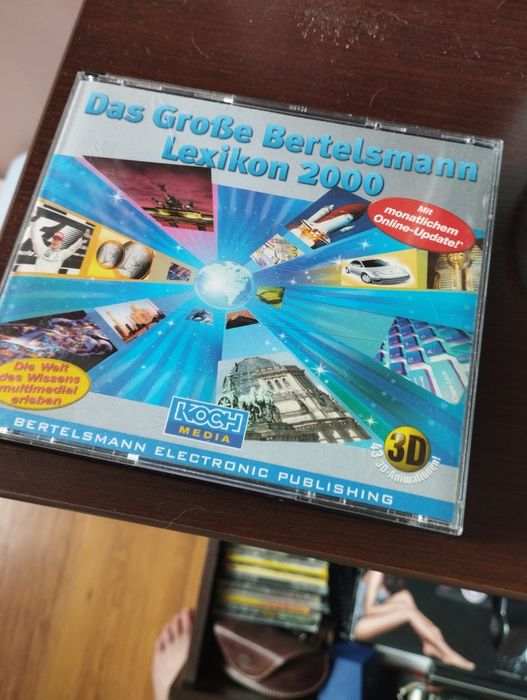 Das Große Bertelsmann
Lexikon 2000
Mit
monatlichem
Online-Update!
Die Welt
des Wissens
multimedial
erleben
KOCH
MEDIA
3D
43 3D-Animationen!
BERTELSMANN ELECTRONIC PUBLISHING